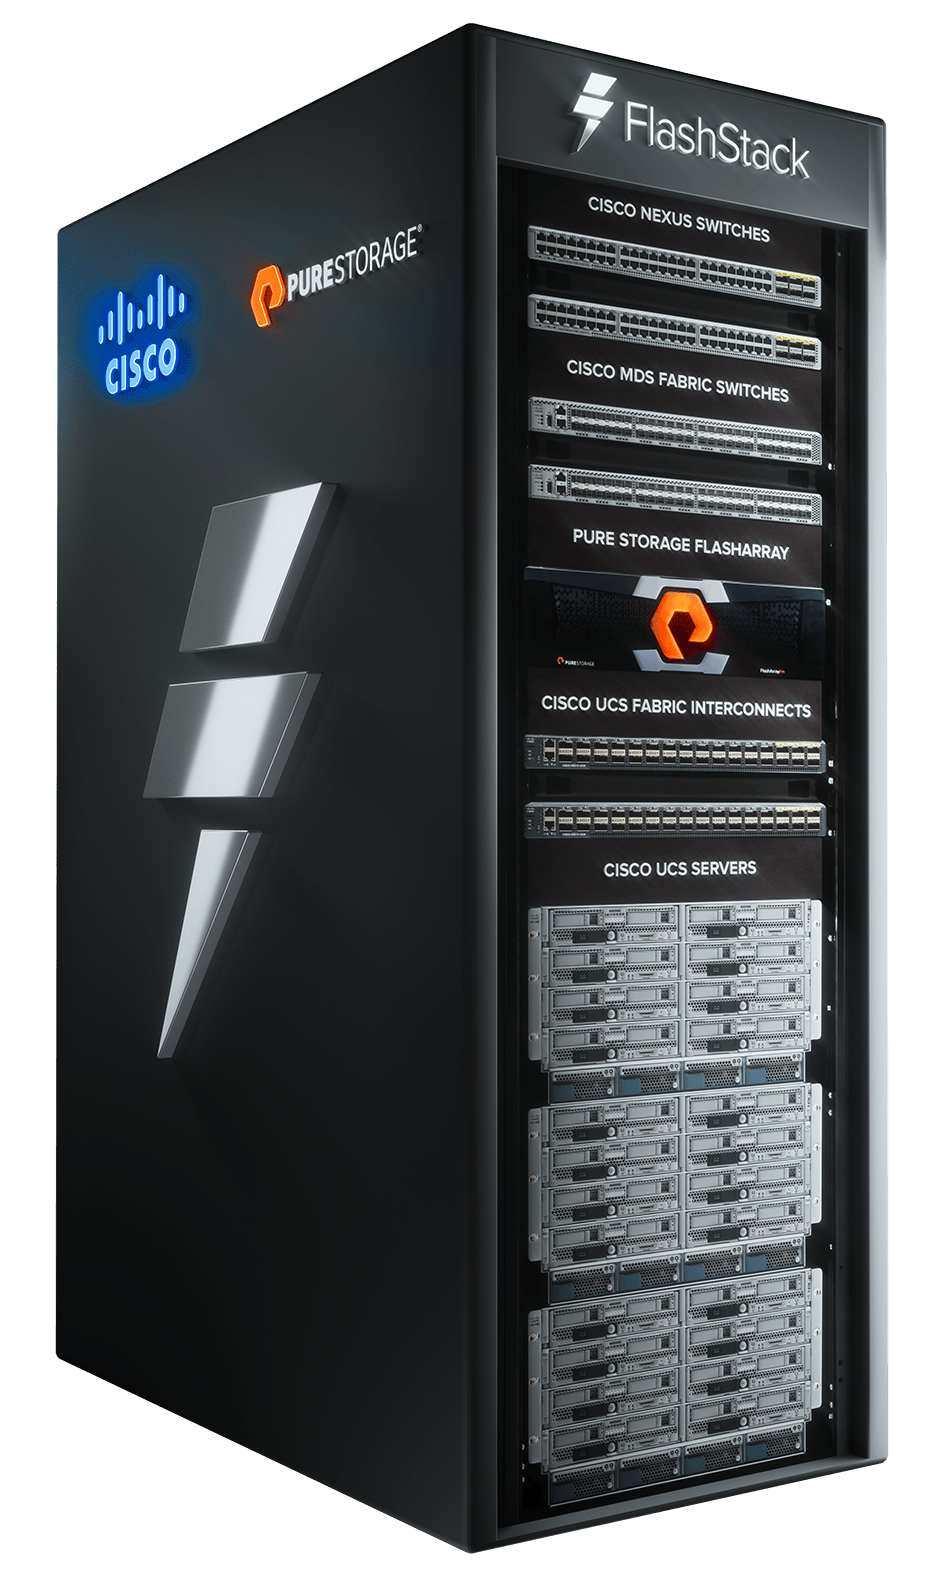 FlashStack
CISCO
PURESTORAGE®
CISCO NEXUS SWITCHES
CISCO MDS FABRIC SWITCHES
PURE STORAGE FLASHARRAY
PURESTORAGE
CISCO UCS FABRIC INTERCONNECTS
CISCO UCS SERVERS